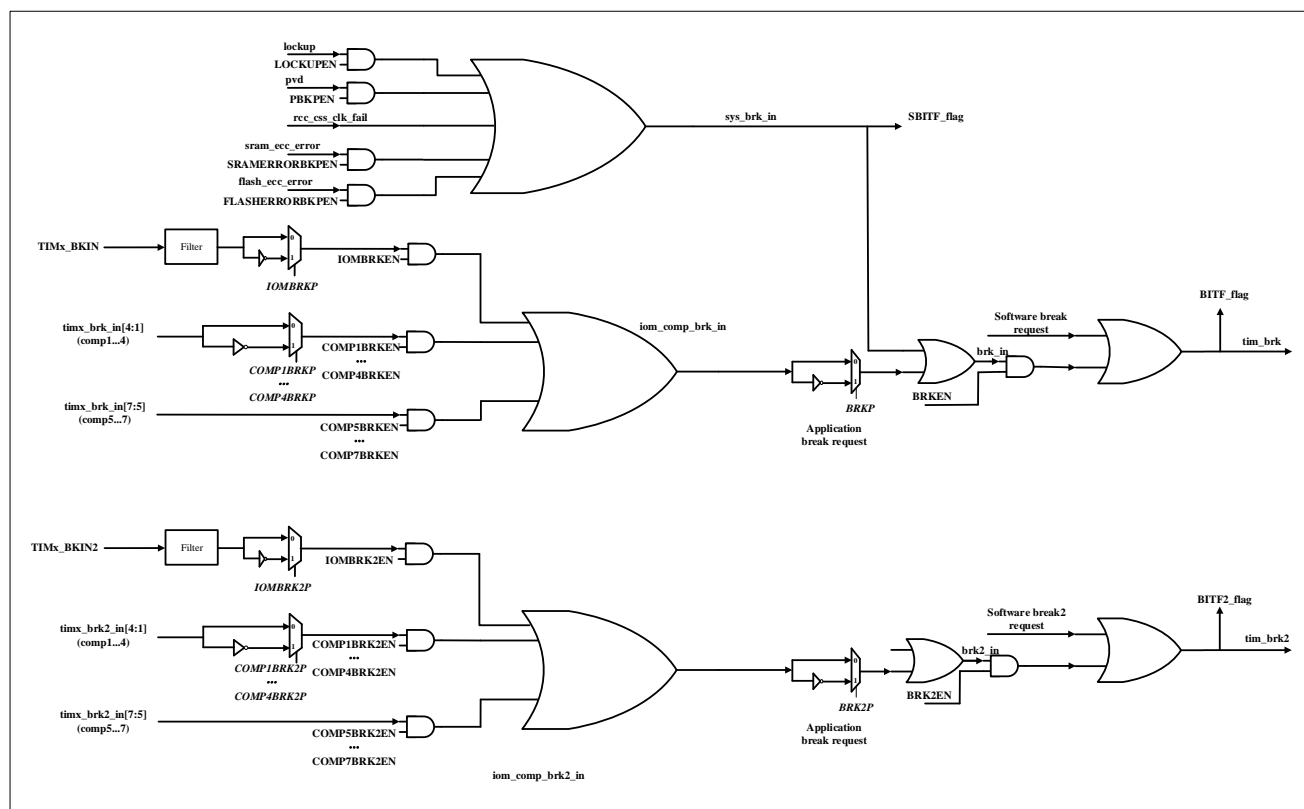 lockup
LOCKUPEN
pvd
PBKPEN
rcc_css_clk_fail
sys_brk_in
SBITF_flag
sram_ecc_error
SRAMERRORBKPEN
flash_ecc_error
FLASHERRORBKPEN
TIMx_BKIN
Filter
0
1
IOMBRKP
IOMBRKEN
timx_brk_in[4:1]
(comp1...4)
0
1
COMP1BRKP
...
COMP4BRKP
COMP1BRKEN
...
COMP4BRKEN
timx_brk_in[7:5]
(comp5...7)
COMP5BRKEN
...
COMP7BRKEN
iom_comp_brk_in
0
1
BRKP
Application
break request
brk_in
BRKEN
Software break
request
BITF_flag
tim_brk
TIMx_BKIN2
Filter
0
1
IOMBRK2P
IOMBRK2EN
timx_brk2_in[4:1]
(comp1...4)
0
1
COMP1BRK2P
...
COMP4BRK2P
COMP1BRK2EN
...
COMP4BRK2EN
timx_brk2_in[7:5]
(comp5...7)
COMP5BRK2EN
...
COMP7BRK2EN
iom_comp_brk2_in
0
1
BRK2P
Application
break request
brk2_in
BRK2EN
Software break2
request
BITF2_flag
tim_brk2